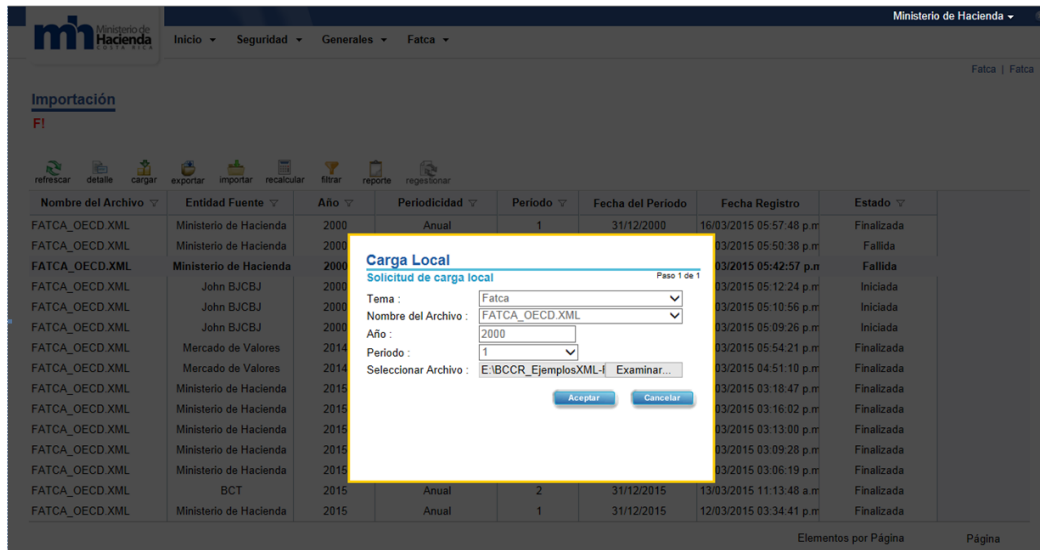 Ministerio de Hacienda
mh Ministerio de Hacienda COSTA RICA
Inicio Seguridad Generales Fatca
Fatca | Fatca
Importación
F!
refrescar detalle cargar exportar importar recalcular filtrar reporte regestionar
Nombre del Archivo Entidad Fuente Año Periodicidad Período Fecha del Periodo Fecha Registro Estado
FATCA_OECD.XML Ministerio de Hacienda 2000 Anual 1 31/12/2000 16/03/2015 05:57:48 p.m Finalizada
FATCA_OECD.XML Ministerio de Hacienda 2000 03/2015 05:50:38 p.m Fallida
FATCA_OECD.XML Ministerio de Hacienda 2000 03/2015 05:42:57 p.m Fallida
FATCA_OECD.XML John BJCBJ 2000 03/2015 05:12:24 p.m Iniciada
FATCA_OECD.XML John BJCBJ 2000 03/2015 05:10:56 p.m Iniciada
FATCA_OECD.XML John BJCBJ 2000 03/2015 05:09:26 p.m Iniciada
FATCA_OECD.XML Mercado de Valores 2014 03/2015 05:54:21 p.m Finalizada
FATCA_OECD.XML Mercado de Valores 2014 03/2015 04:51:10 p.m Finalizada
FATCA_OECD.XML Ministerio de Hacienda 2015 03/2015 03:18:47 p.m Finalizada
FATCA_OECD.XML Ministerio de Hacienda 2015 03/2015 03:16:02 p.m Finalizada
FATCA_OECD.XML Ministerio de Hacienda 2015 03/2015 03:13:00 p.m Finalizada
FATCA_OECD.XML Ministerio de Hacienda 2015 03/2015 03:09:28 p.m Finalizada
FATCA_OECD.XML Ministerio de Hacienda 2015 03/2015 03:06:19 p.m Finalizada
FATCA_OECD.XML BCT 2015 Anual 2 31/12/2015 13/03/2015 11:13:48 a.m Finalizada
FATCA_OECD.XML Ministerio de Hacienda 2015 Anual 1 31/12/2015 12/03/2015 03:34:41 p.m Finalizada
Elementos por Página Página
Carga Local
Solicitud de carga local Paso 1 de 1
Tema : Fatca
Nombre del Archivo : FATCA_OECD.XML
Año : 2000
Periodo : 1
Seleccionar Archivo : E:\BCCR_EjemplosXML-F Examinar...
Aceptar Cancelar